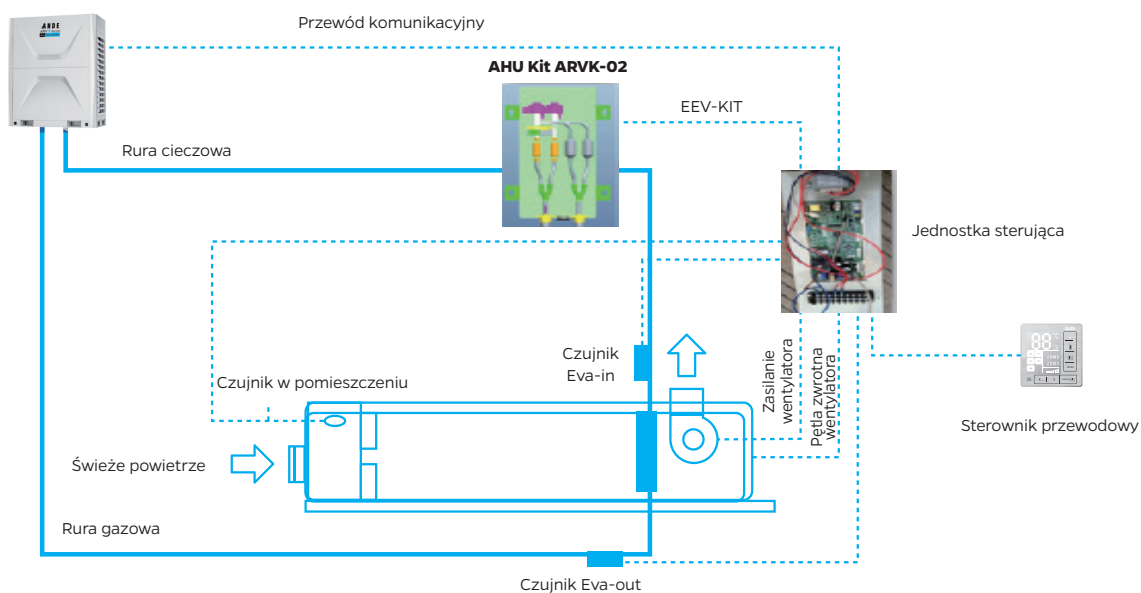 Przewód komunikacyjny
ANDE
AHU Kit ARVK-02
EEV-KIT
Rura cieczowa
Jednostka sterująca
Czujnik
Eva-in
Zasilanie
wentylatora
Pętla zwrotna
wentylatora
Czujnik w pomieszczeniu
88
Sterownik przewodowy
Świeże powietrze
Rura gazowa
Czujnik Eva-out